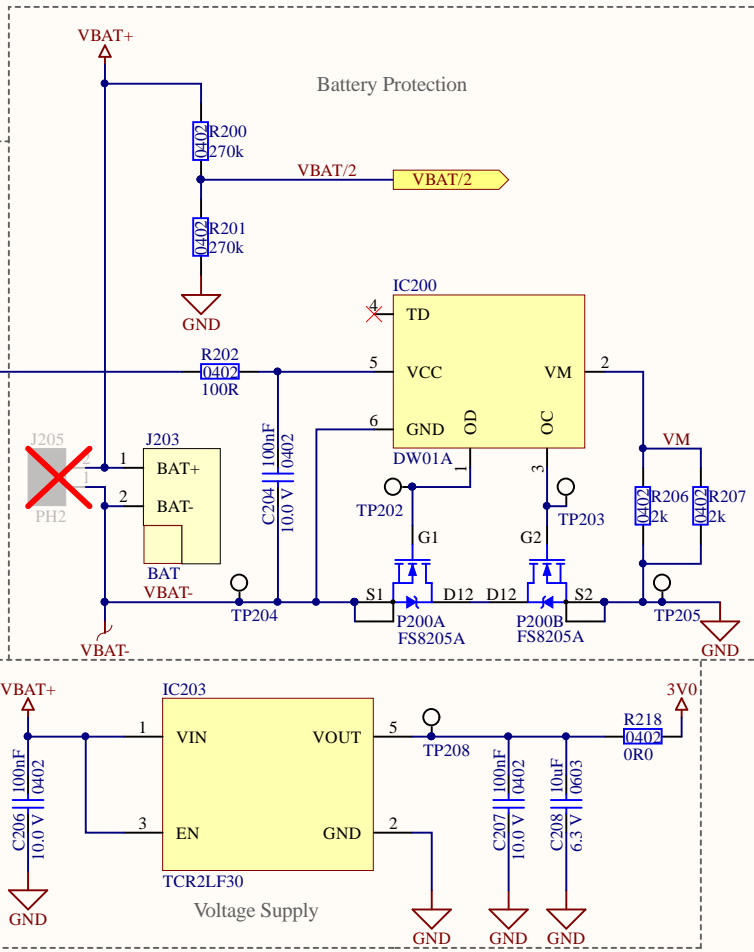 VBAT+
Battery Protection
0402
R200
270k
VBAT/2
VBAT/2
0402
R201
270k
GND
IC200
4
TD
R202
0402
100R
5
VCC
VM
2
6
GND
OD
OC
DW01A
1
3
VM
J205
2
1
PH2
J203
1
BAT+
2
BAT-
BAT
100nF
0402
C204
10.0 V
0402
R206
2k
0402
R207
2k
TP202
TP203
G1
G2
VBAT-
TP204
S1
D12
D12
S2
TP205
P200A
FS8205A
P200B
FS8205A
VBAT-
GND
VBAT+
IC203
3V0
1
VIN
VOUT
5
TP208
R218
0402
0R0
100nF
0402
C206
10.0 V
3
EN
GND
2
100nF
0402
C207
10.0 V
10uF
0603
C208
6.3 V
TCR2LF30
Voltage Supply
GND
GND
GND
GND